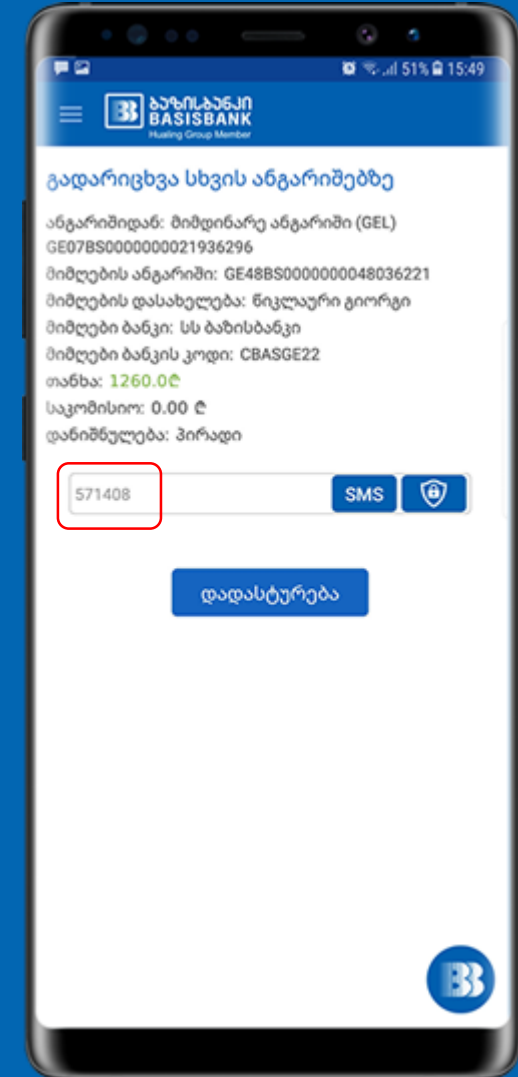 51% 15:49
ბაზისბანკი
BASISBANK
Hualing Group Member
გადარიცხვა სხვის ანგარიშებზე
ანგარიშიდან: მიმდინარე ანგარიში (GEL)
GE07BS0000000021936296
მიმღების ანგარიში: GE48BS0000000048036221
მიმღების დასახელება: წიკლაური გიორგი
მიმღები ბანკი: სს ბაზისბანკი
მიმღები ბანკის კოდი: CBASGE22
თანხა: 1260.0₾
საკომისიო: 0.00 ₾
დანიშნულება: პირადი
571408 SMS
დადასტურება